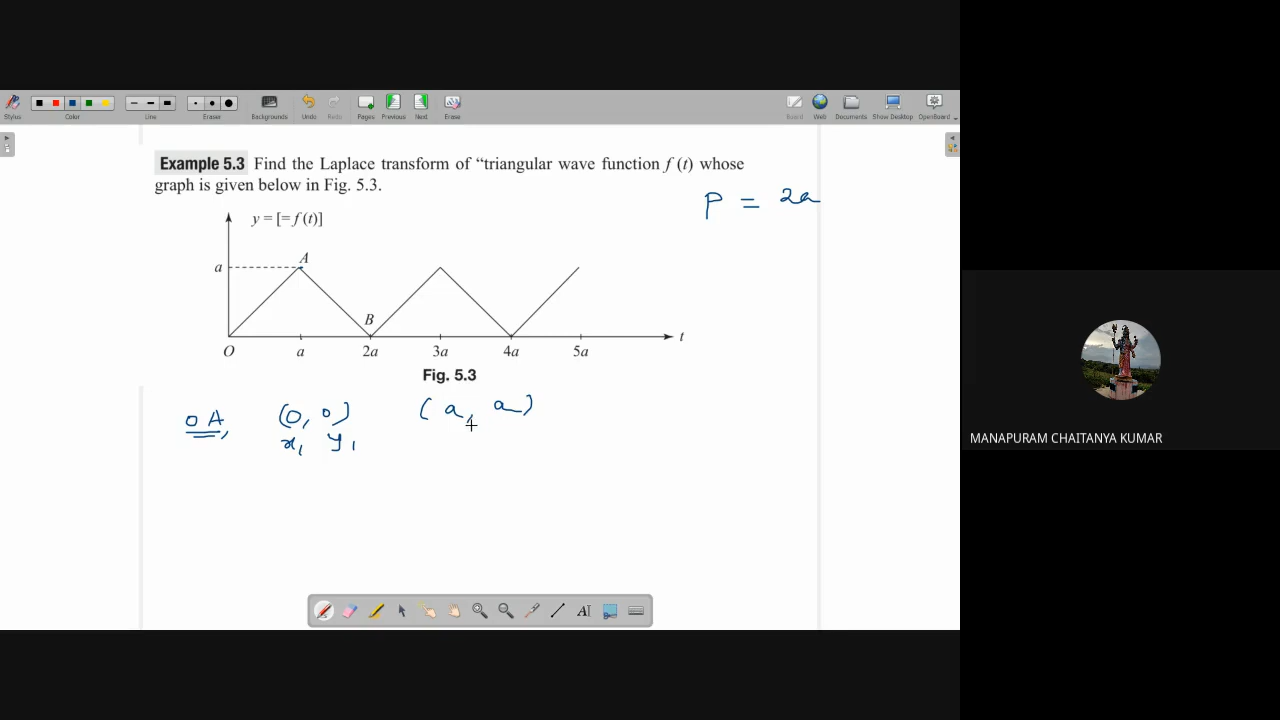 Stylus Color Line Eraser Backgrounds Undo Redo Pages Previous Next Erase Board Web Documents Show Desktop OpenBoard
Example 5.3 Find the Laplace transform of “triangular wave function f (t) whose
graph is given below in Fig. 5.3.
P = 2a
y = [= f (t)]
A
a
B
O a 2a 3a 4a 5a t
Fig. 5.3
OA, (0, 0) (a, a)
x₁ y₁
MANAPURAM CHAITANYA KUMAR
AI